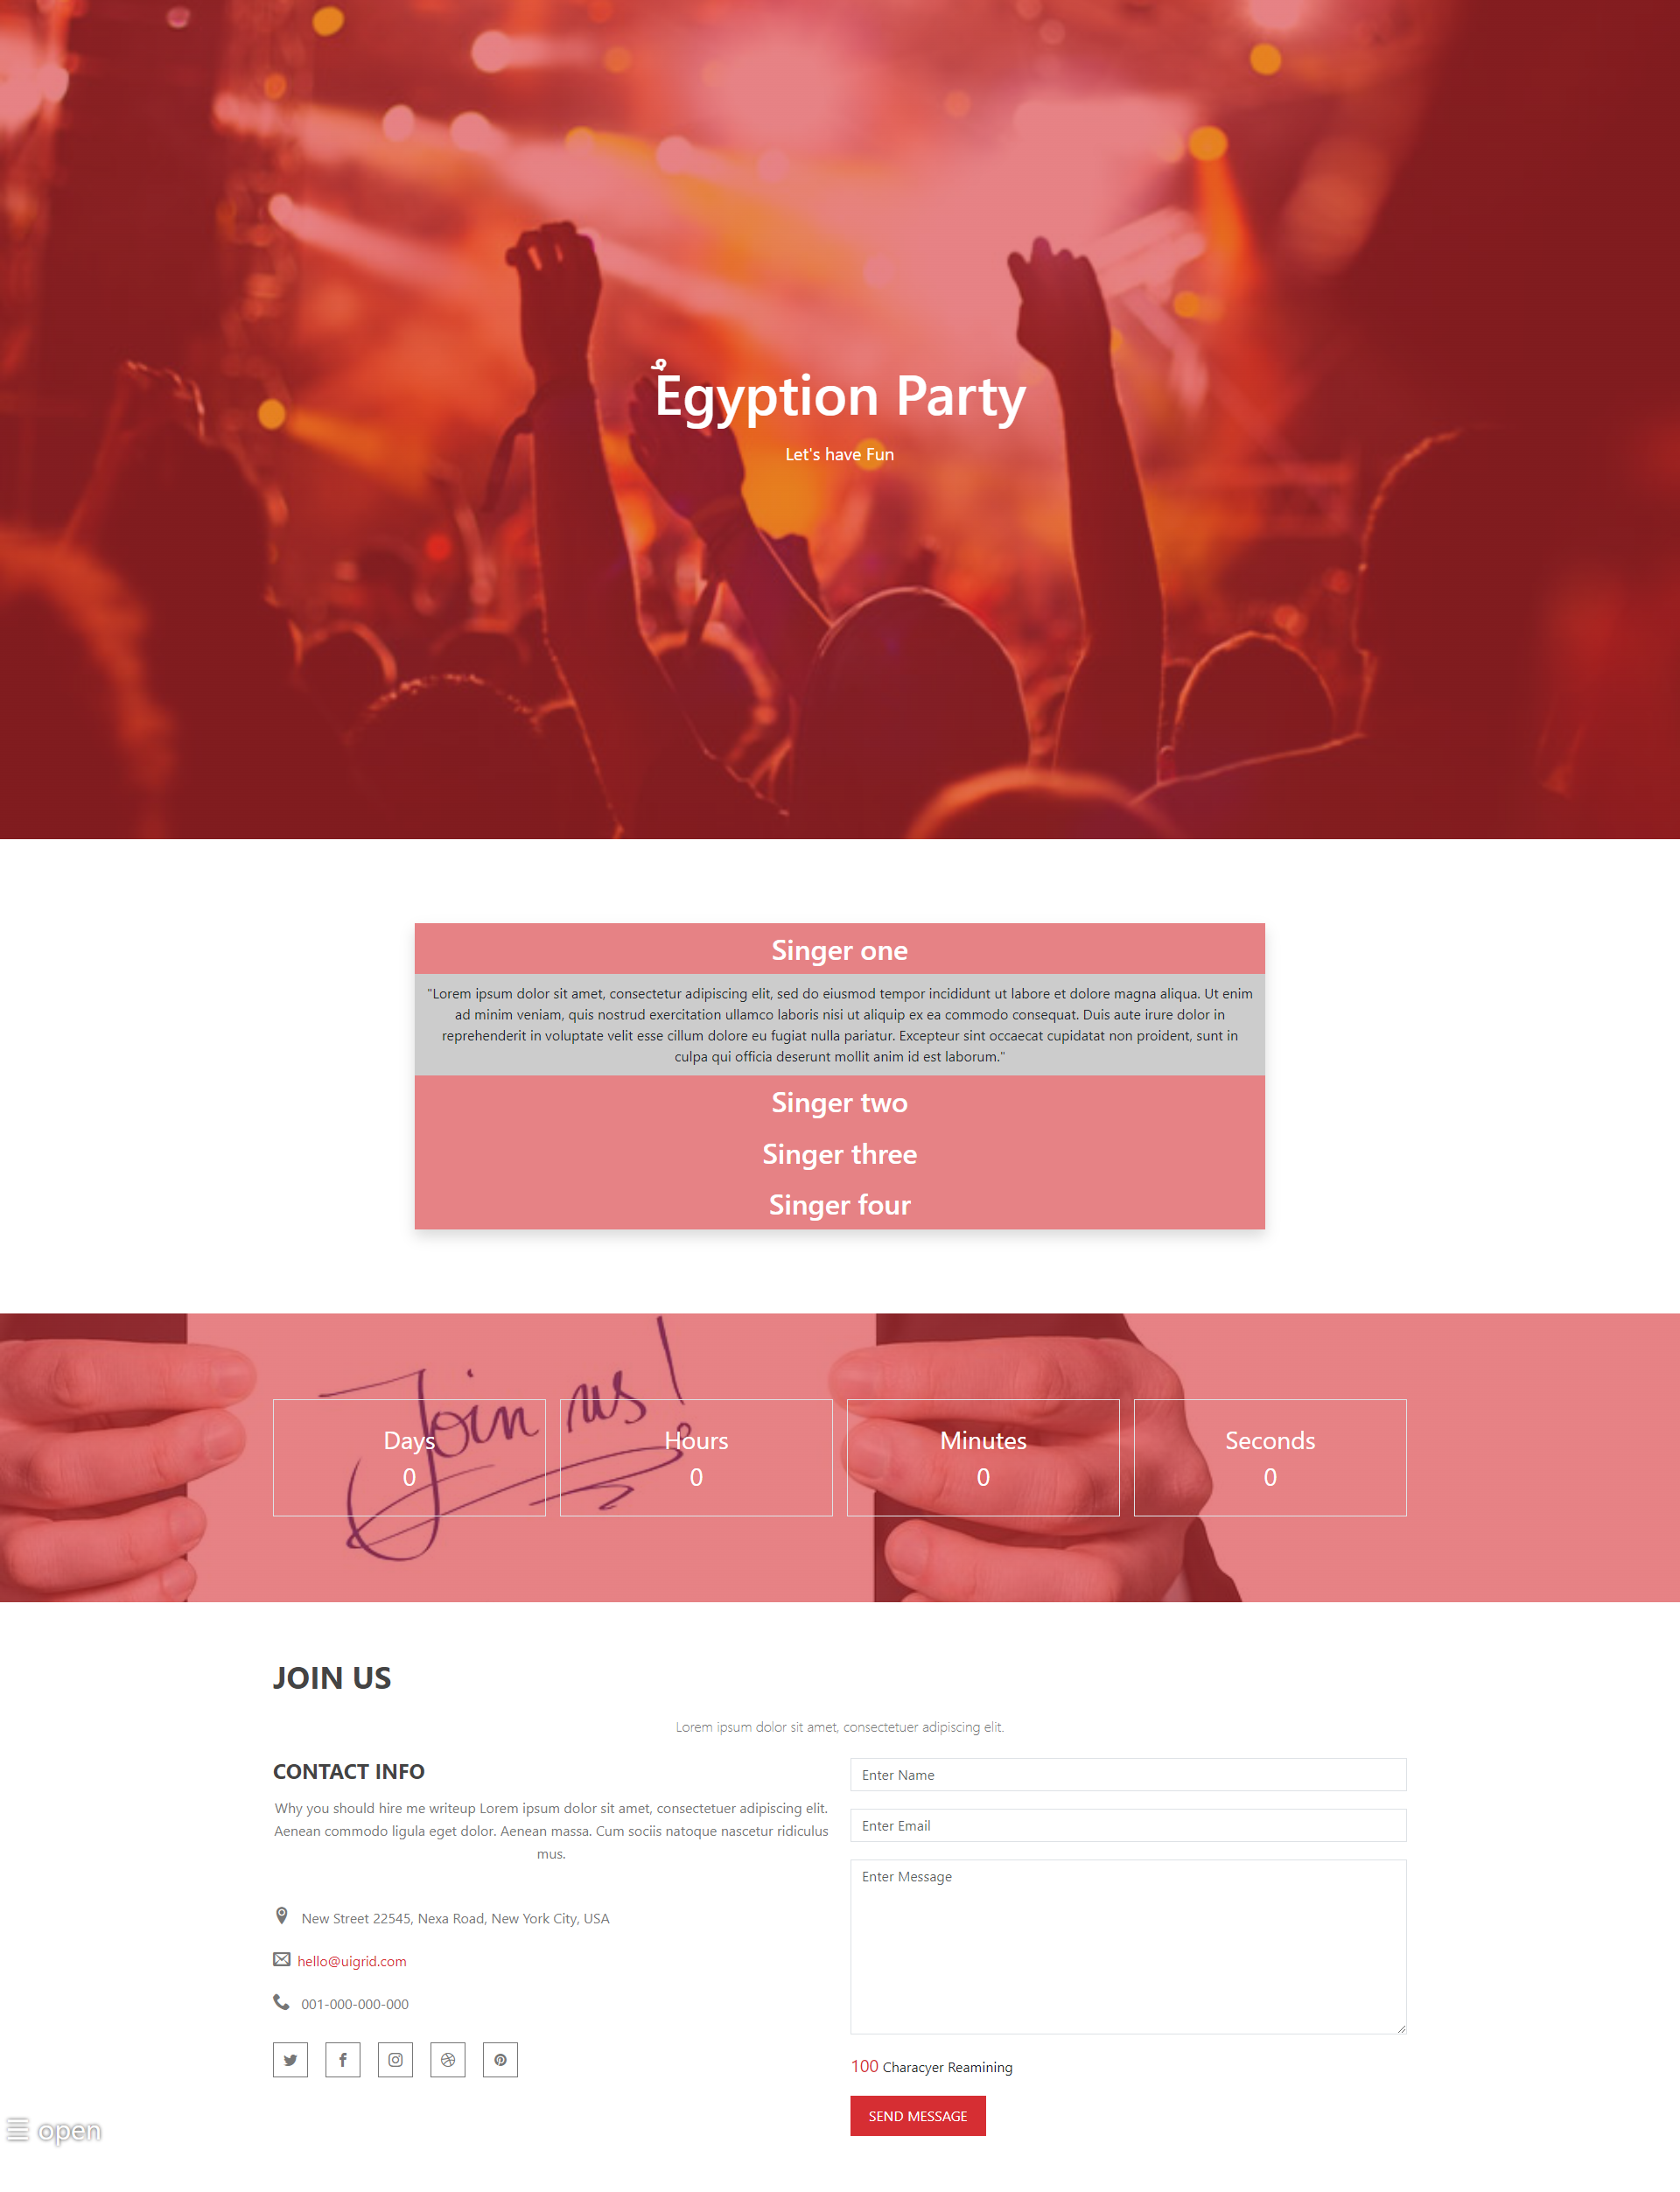 Egyption Party
Let's have Fun
Singer one
"Lorem ipsum dolor sit amet, consectetur adipiscing elit, sed do eiusmod tempor incididunt ut labore et dolore magna aliqua. Ut enim
ad minim veniam, quis nostrud exercitation ullamco laboris nisi ut aliquip ex ea commodo consequat. Duis aute irure dolor in
reprehenderit in voluptate velit esse cillum dolore eu fugiat nulla pariatur. Excepteur sint occaecat cupidatat non proident, sunt in
culpa qui officia deserunt mollit anim id est laborum."
Singer two
Singer three
Singer four
Join us!
Days Hours Minutes Seconds
0 0 0 0
JOIN US
Lorem ipsum dolor sit amet, consectetuer adipiscing elit.
CONTACT INFO
Why you should hire me writeup Lorem ipsum dolor sit amet, consectetuer adipiscing elit.
Aenean commodo ligula eget dolor. Aenean massa. Cum sociis natoque nascetur ridiculus
mus.
New Street 22545, Nexa Road, New York City, USA
hello@uigrid.com
001-000-000-000
Enter Name
Enter Email
Enter Message
100 Characyer Reamining
SEND MESSAGE
open